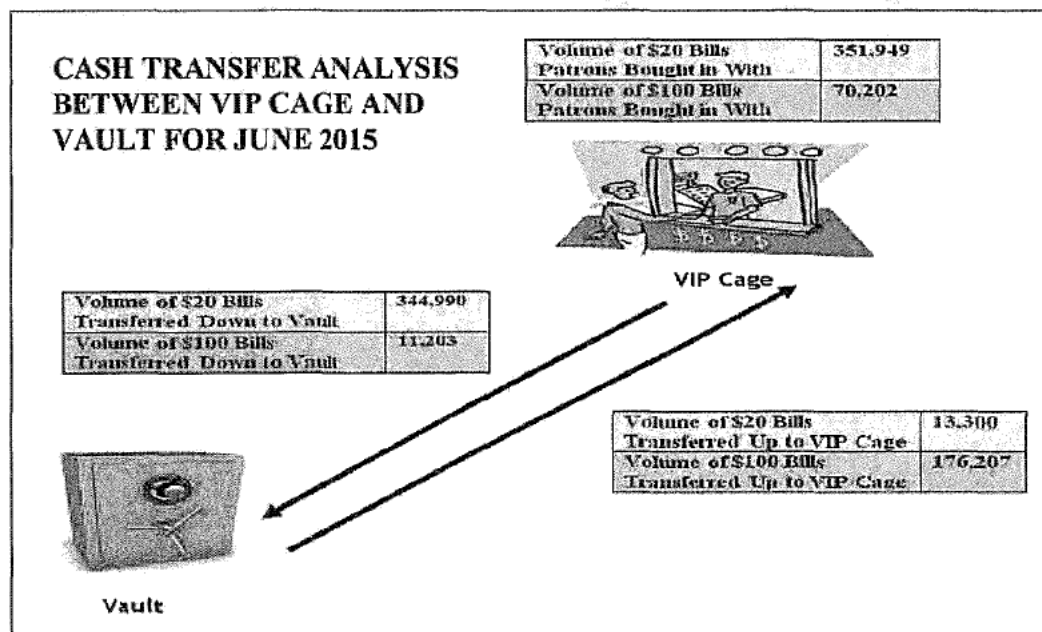 CASH TRANSFER ANALYSIS
BETWEEN VIP CAGE AND
VAULT FOR JUNE 2015
Volume of $20 Bills
Patrons Bought in With 351,949
Volume of $100 Bills
Patrons Bought in With 70,202
$ $ $ $
VIP Cage
Volume of $20 Bills
Transferred Down to Vault 344,990
Volume of $100 Bills
Transferred Down to Vault 11,203
Volume of $20 Bills
Transferred Up to VIP Cage 13,300
Volume of $100 Bills
Transferred Up to VIP Cage 176,207
Vault